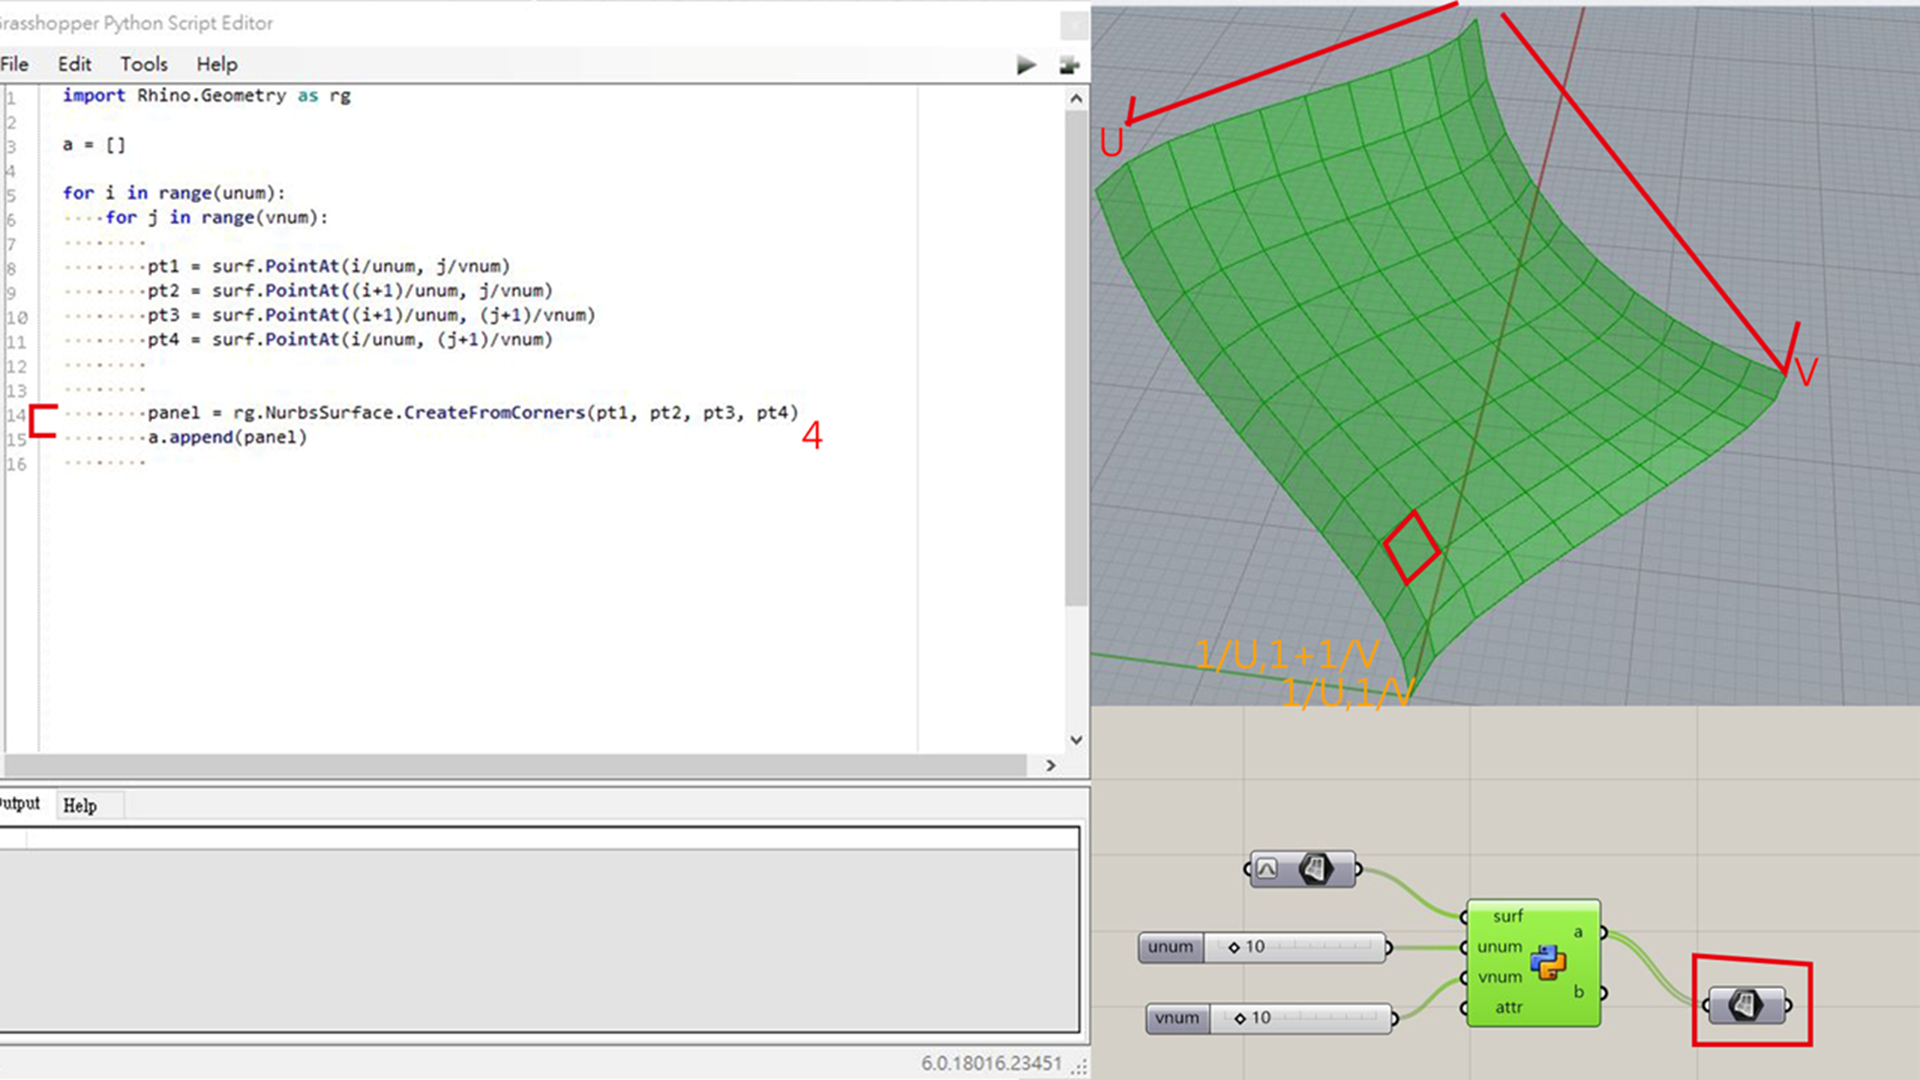 Grasshopper Python Script Editor
File Edit Tools Help
1 import Rhino.Geometry as rg
2
3 a = []
4
5 for i in range(unum):
6 for j in range(vnum):
7
8 pt1 = surf.PointAt(i/unum, j/vnum)
9 pt2 = surf.PointAt((i+1)/unum, j/vnum)
10 pt3 = surf.PointAt((i+1)/unum, (j+1)/vnum)
11 pt4 = surf.PointAt(i/unum, (j+1)/vnum)
12
13
14 panel = rg.NurbsSurface.CreateFromCorners(pt1, pt2, pt3, pt4)
15 a.append(panel)
16
4
Output Help
6.0.18016.23451
U
V
1/U,1+1/V
1/U,1/V
surf
unum
vnum
attr
a
b
unum 10
vnum 10